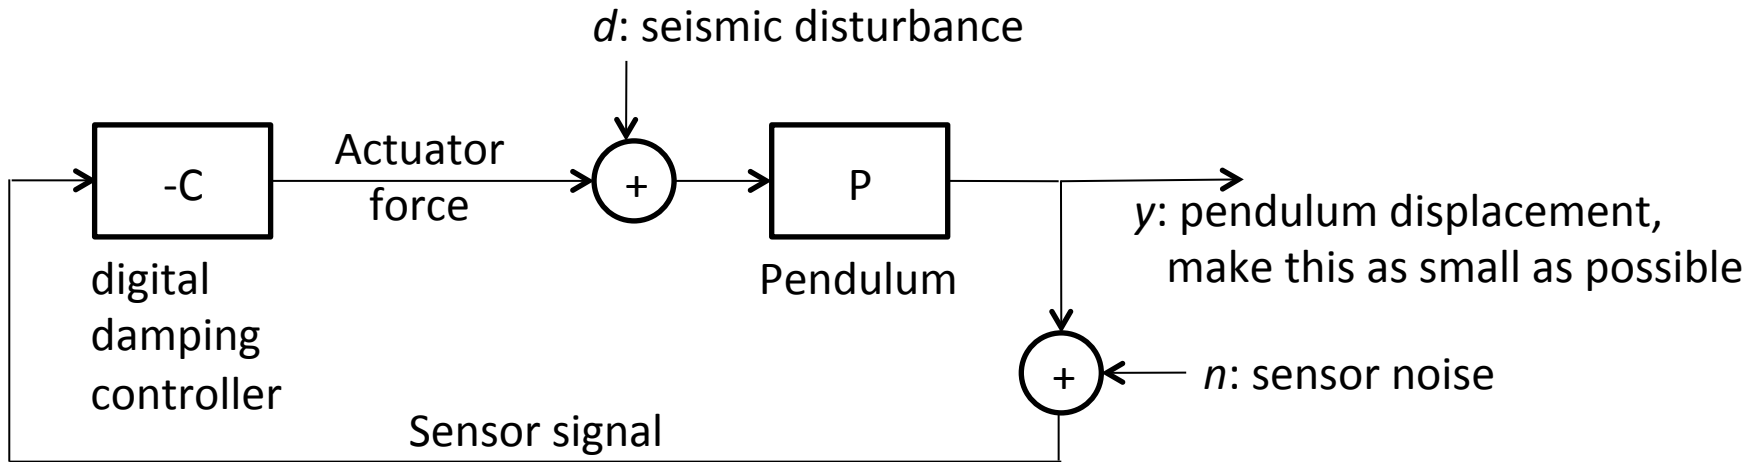 d: seismic disturbance
-C
Actuator
force
+
P
y: pendulum displacement,
make this as small as possible
digital
damping
controller
Pendulum
+
n: sensor noise
Sensor signal